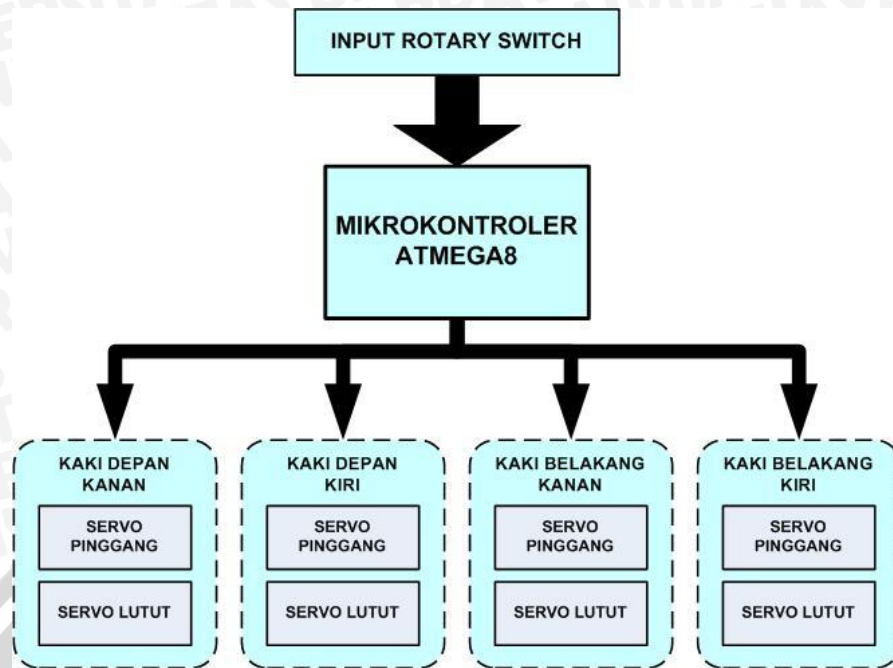 INPUT ROTARY SWITCH
MIKROKONTROLER
ATMEGA8
KAKI DEPAN
KANAN
SERVO
PINGGANG
SERVO LUTUT
KAKI DEPAN
KIRI
SERVO
PINGGANG
SERVO LUTUT
KAKI BELAKANG
KANAN
SERVO
PINGGANG
SERVO LUTUT
KAKI BELAKANG
KIRI
SERVO
PINGGANG
SERVO LUTUT